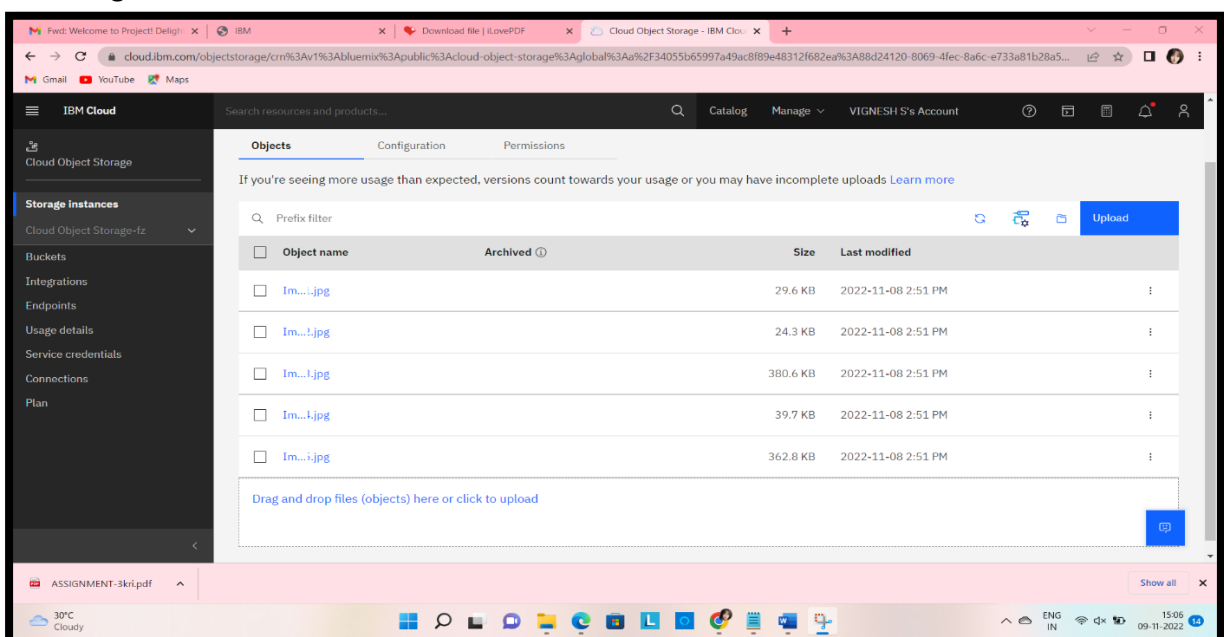 Fwd: Welcome to Project! Deligh IBM Download file | iLovePDF Cloud Object Storage - IBM Clou
cloud.ibm.com/objectstorage/crn%3Av1%3Abluemix%3Apublic%3Acloud-object-storage%3Aglobal%3Aa%2F34055b65997a49ac8f89e48312f682ea%3A88d24120-8069-4fec-8a6c-e733a81b28a5...
Gmail YouTube Maps
IBM Cloud Search resources and products... Catalog Manage VIGNESH S's Account
Cloud Object Storage
Storage instances
Cloud Object Storage-fz
Buckets
Integrations
Endpoints
Usage details
Service credentials
Connections
Plan
Objects Configuration Permissions
If you're seeing more usage than expected, versions count towards your usage or you may have incomplete uploads Learn more
Prefix filter Upload
Object name Archived Size Last modified
29.6 KB 2022-11-08 2:51 PM
24.3 KB 2022-11-08 2:51 PM
380.6 KB 2022-11-08 2:51 PM
39.7 KB 2022-11-08 2:51 PM
362.8 KB 2022-11-08 2:51 PM
Drag and drop files (objects) here or click to upload
ASSIGNMENT-3kri.pdf Show all
30°C
Cloudy
ENG
IN
15:06
09-11-2022
14